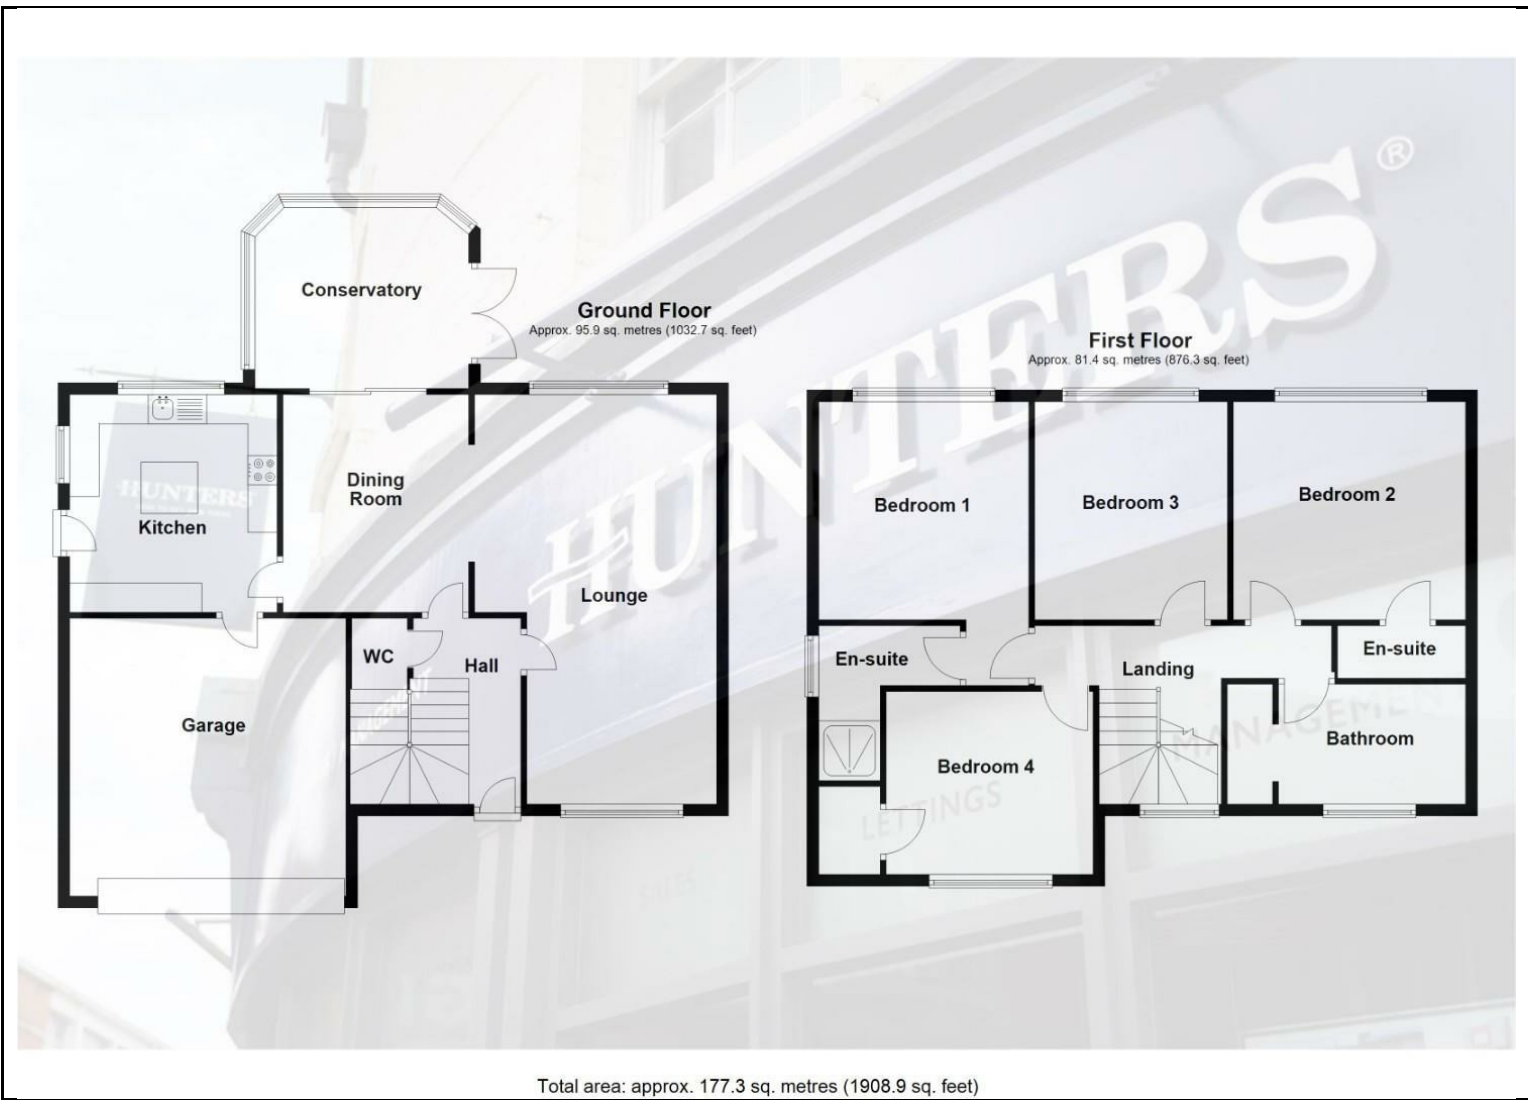 Conservatory
Ground Floor
Approx. 95.9 sq. metres (1032.7 sq. feet)
Dining
Room
Kitchen
Lounge
WC
Hall
Garage
First Floor
Approx. 81.4 sq. metres (876.3 sq. feet)
Bedroom 1
Bedroom 3
Bedroom 2
En-suite
Landing
En-suite
Bedroom 4
Bathroom
HUNTERS®
HUNTERS
MANAGEMENT
LETTINGS
SALES
Total area: approx. 177.3 sq. metres (1908.9 sq. feet)